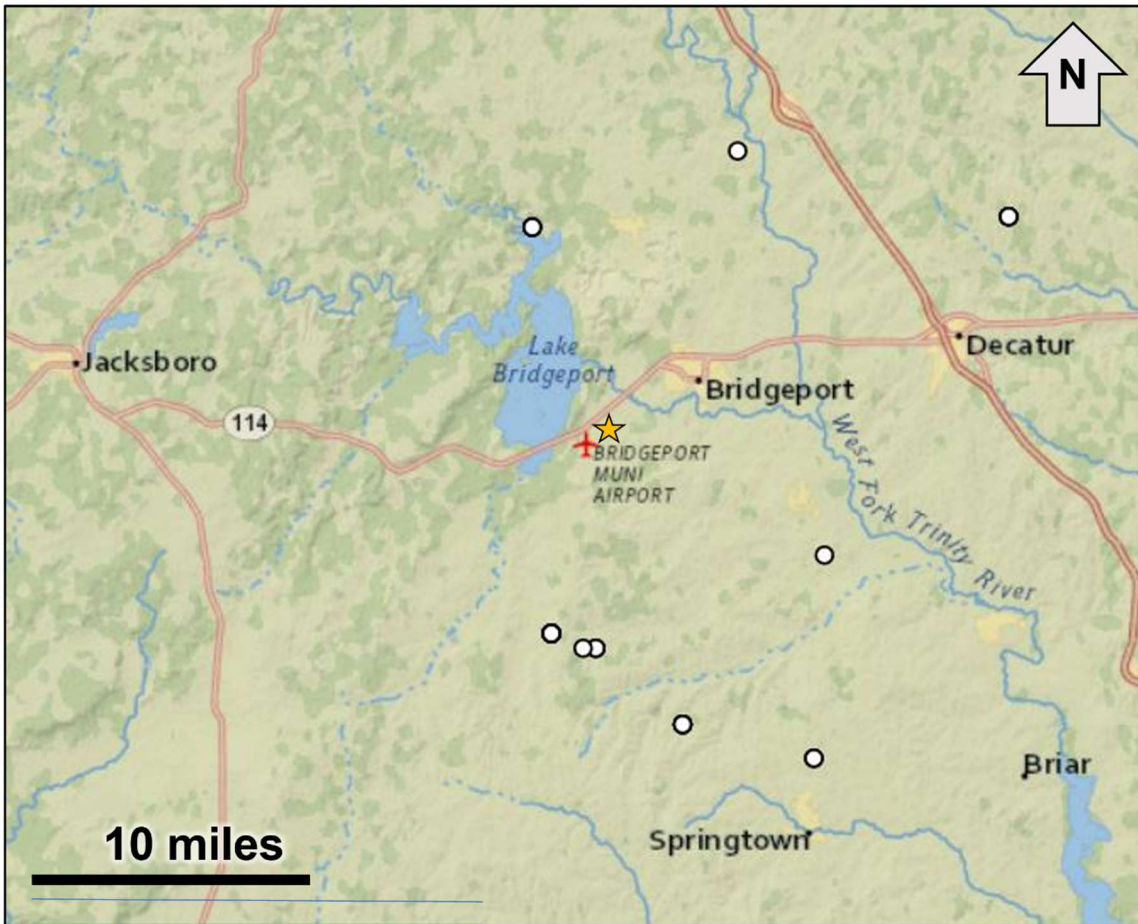 N
Lake
Bridgeport
Jacksboro
Decatur
Bridgeport
114
BRIDGEPORT
MUNI
AIRPORT
West Fork Trinity River
Briar
10 miles
Springtown